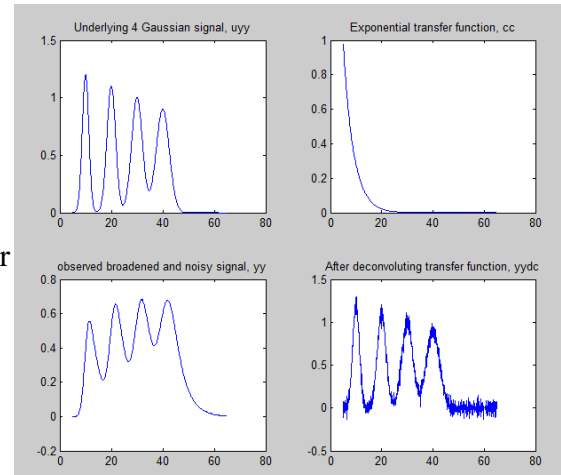 Underlying 4 Gaussian signal, uyy
1.5
1
0.5
0
0 20 40 60 80
Exponential transfer function, cc
1
0.8
0.6
0.4
0.2
0
0 20 40 60 80
r
observed broadened and noisy signal, yy
0.8
0.6
0.4
0.2
0
-0.2
0 20 40 60 80
After deconvoluting transfer function, yydc
1.5
1
0.5
0
-0.5
0 20 40 60 80